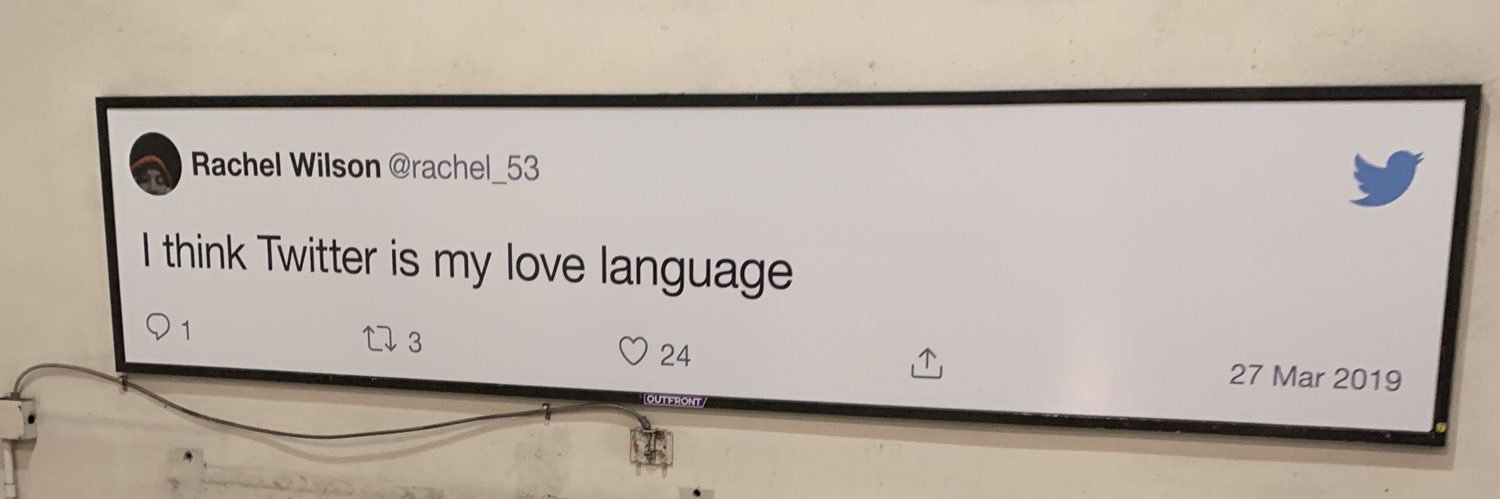 Rachel Wilson @rachel_53
I think Twitter is my love language
1 3 24
27 Mar 2019
OUTFRONT/